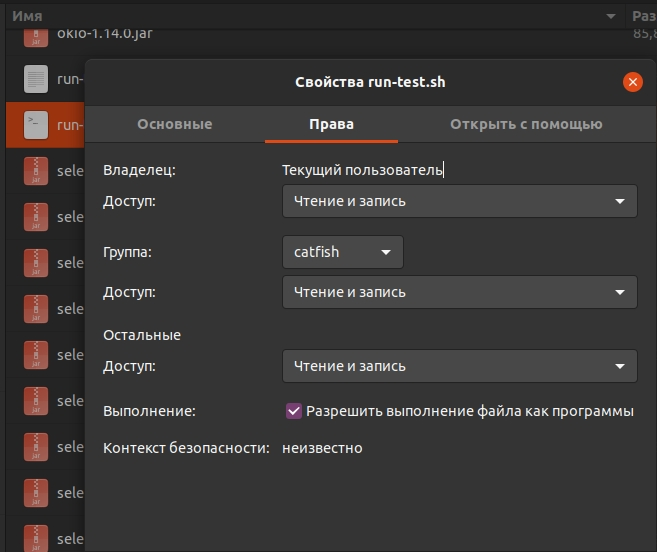 Имя
Раз
okio-1.14.0.jar
85,8
run-
Свойства run-test.sh
run-
Основные
Права
Открыть с помощью
sele
Владелец:
Текущий пользователь
Доступ:
Чтение и запись
sele
Группа:
catfish
sele
Доступ:
Чтение и запись
sele
Остальные
sele
Доступ:
Чтение и запись
sele
Выполнение:
Разрешить выполнение файла как программы
sele
Контекст безопасности:
неизвестно
sele
sele